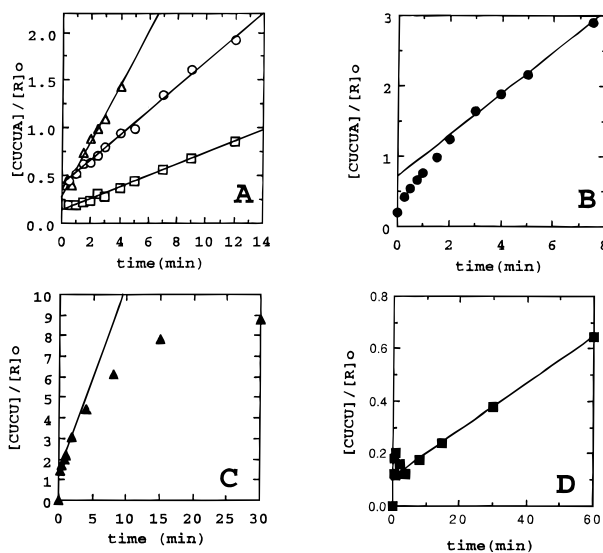 [CUCUA]/[R]o
2.0
1.5
1.0
0.5
0.0
0 2 4 6 8 10 12 14
time(min)
A
[CUCUA]/[R]o
3
2
1
0
0 2 4 6 8
time(min)
B
[CUCU]/[R]o
10
9
8
7
6
5
4
3
2
1
0
0 5 10 15 20 25 30
time (min)
C
[CUCU]/[R]o
0.8
0.6
0.4
0.2
0.0
0 20 40 60
time(min)
D